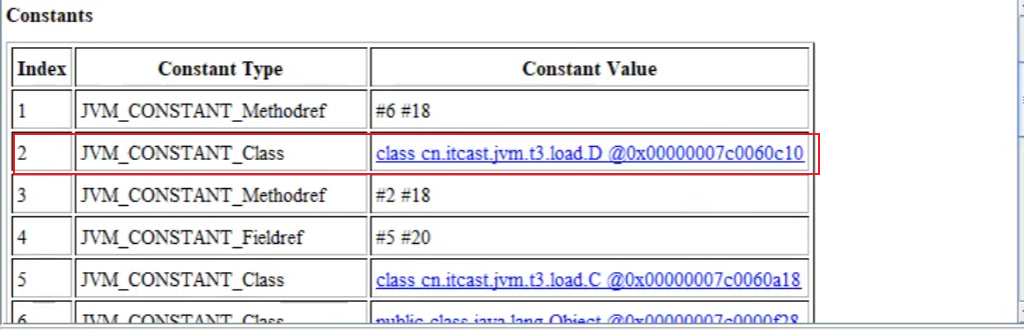 Constants
Index Constant Type Constant Value
1 JVM_CONSTANT_Methodref #6 #18
2 JVM_CONSTANT_Class class cn.itcast.jvm.t3.load.D @0x00000007c0060c10
3 JVM_CONSTANT_Methodref #2 #18
4 JVM_CONSTANT_Fieldref #5 #20
5 JVM_CONSTANT_Class class cn.itcast.jvm.t3.load.C @0x00000007c0060a18
6 JVM_CONSTANT_Class public class java.lang.Object @0x00000007c0000f28